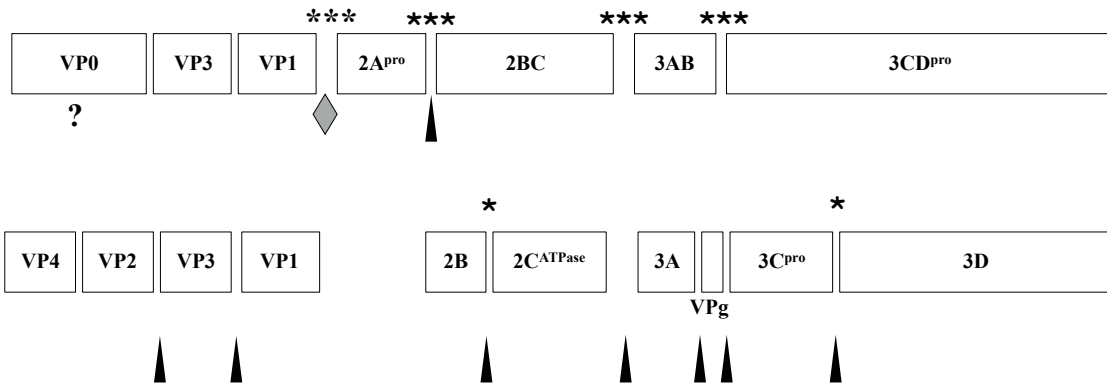 *** *** *** ***
VP0 VP3 VP1 2Aᵖʳᵒ 2BC 3AB 3CDᵖʳᵒ
?
* *
VP4 VP2 VP3 VP1 2B 2Cᴬᵀᴾᵃˢᵉ 3A 3Cᵖʳᵒ 3D
VPg